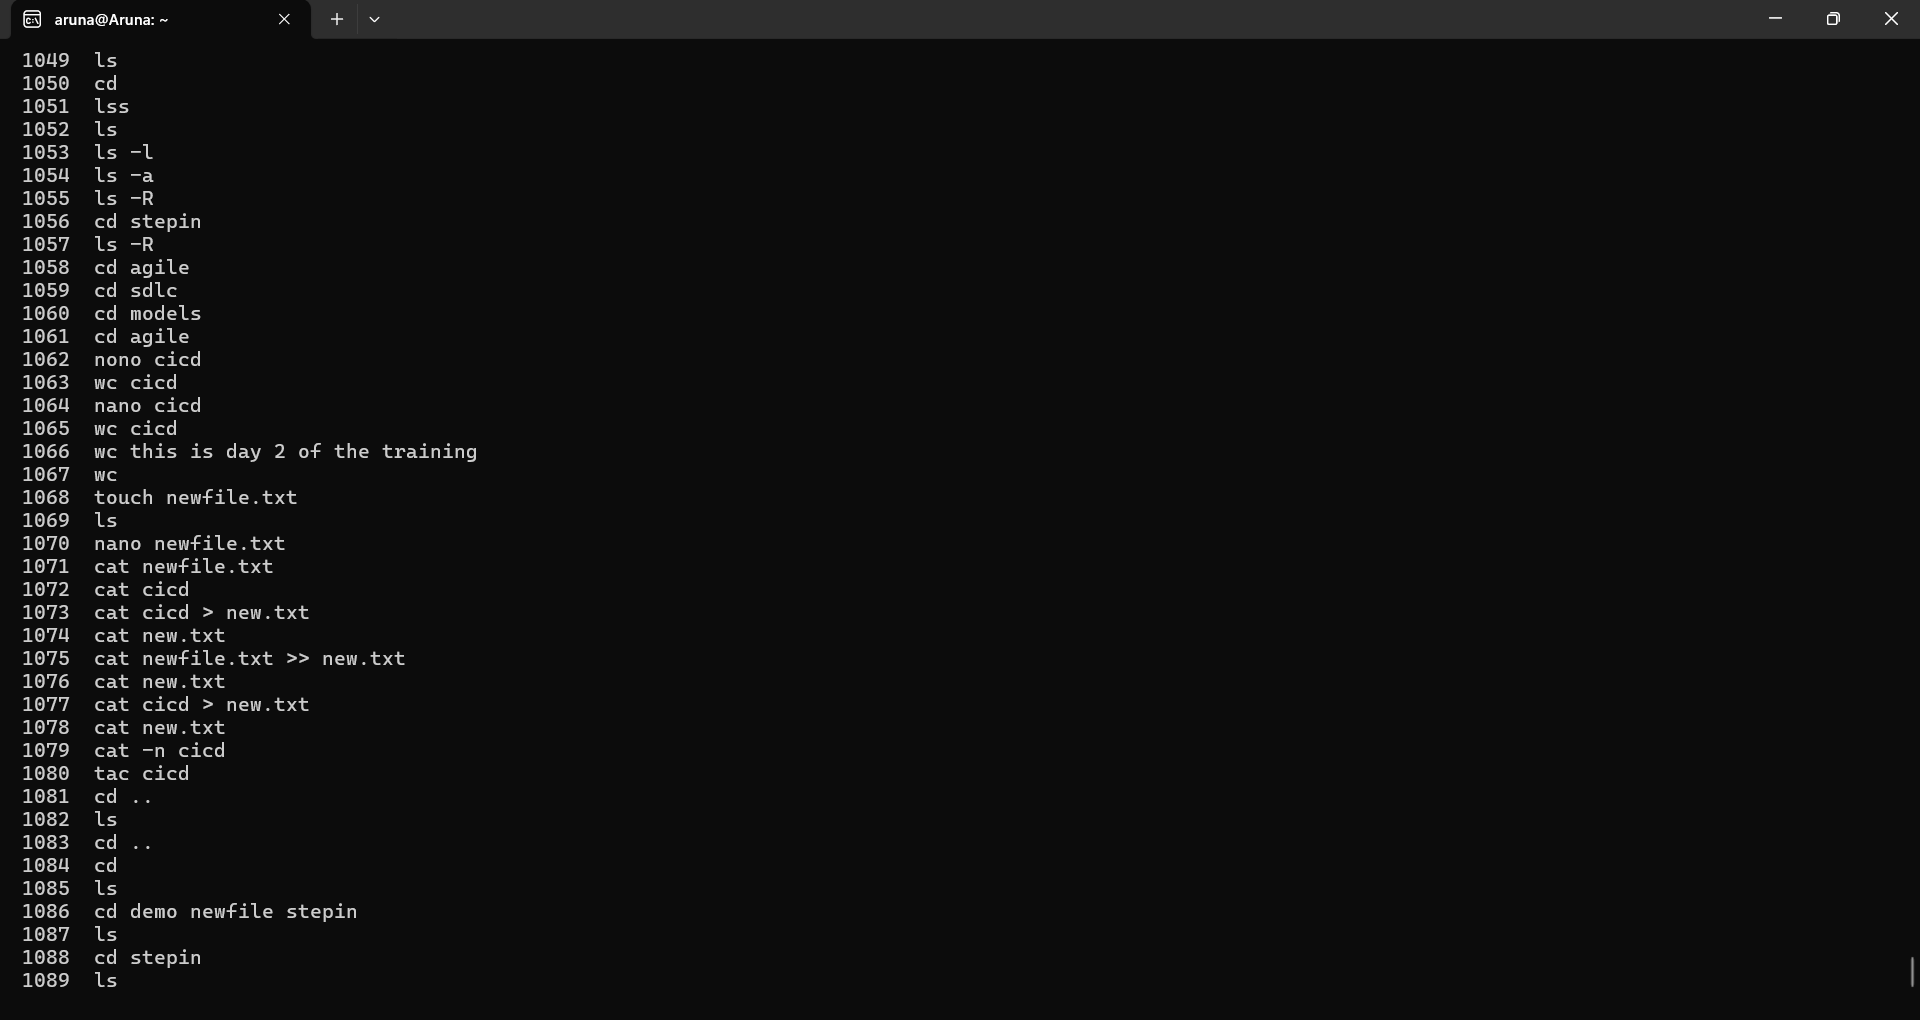 aruna@Aruna: ~
1049 ls
1050 cd
1051 lss
1052 ls
1053 ls -l
1054 ls -a
1055 ls -R
1056 cd stepin
1057 ls -R
1058 cd agile
1059 cd sdlc
1060 cd models
1061 cd agile
1062 nono cicd
1063 wc cicd
1064 nano cicd
1065 wc cicd
1066 wc this is day 2 of the training
1067 wc
1068 touch newfile.txt
1069 ls
1070 nano newfile.txt
1071 cat newfile.txt
1072 cat cicd
1073 cat cicd > new.txt
1074 cat new.txt
1075 cat newfile.txt >> new.txt
1076 cat new.txt
1077 cat cicd > new.txt
1078 cat new.txt
1079 cat -n cicd
1080 tac cicd
1081 cd ..
1082 ls
1083 cd ..
1084 cd
1085 ls
1086 cd demo newfile stepin
1087 ls
1088 cd stepin
1089 ls